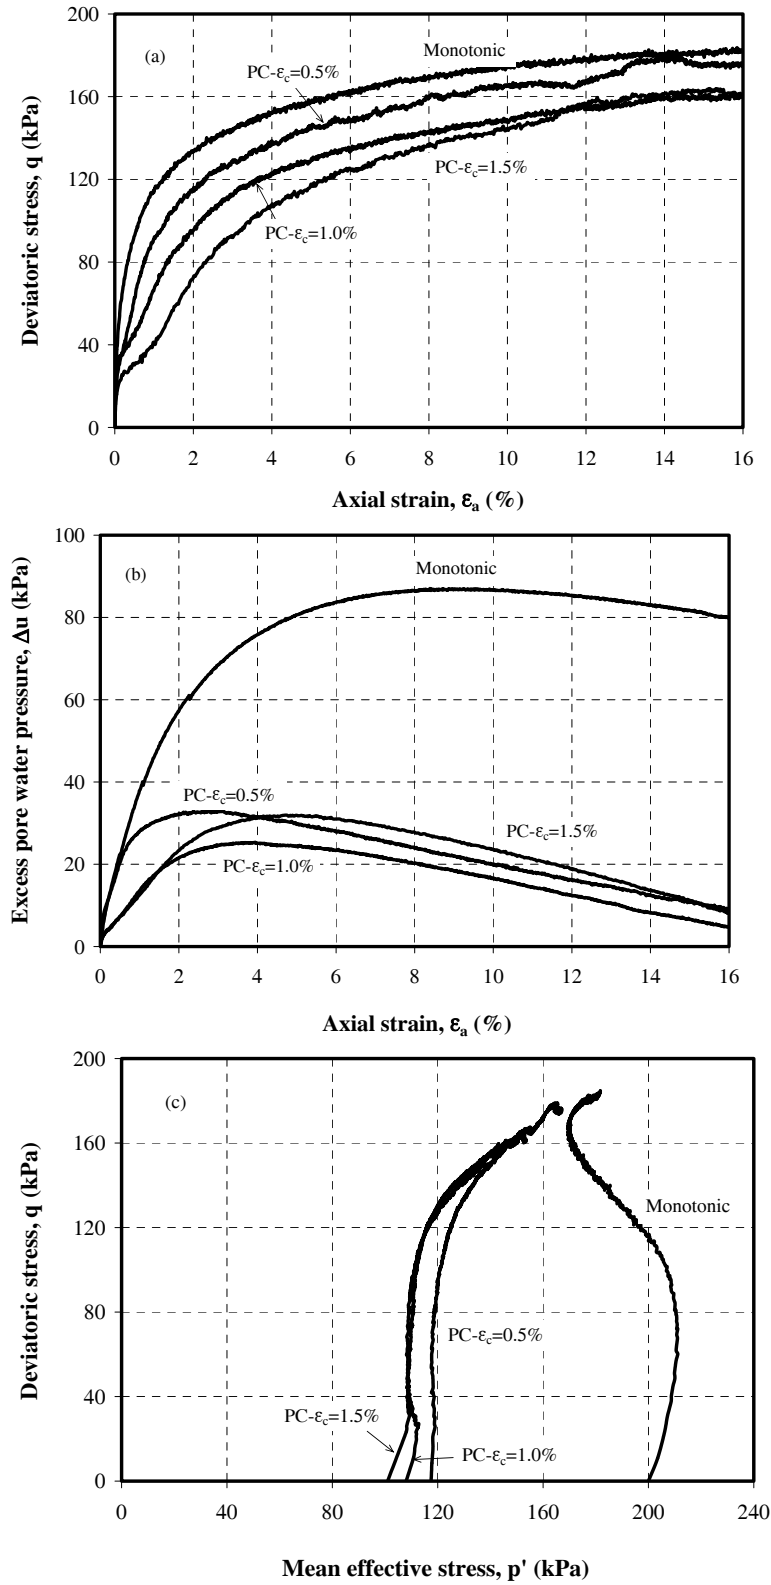 200
(a)
Monotonic
PC-εc=0.5%
160
120
PC-εc=1.5%
PC-εc=1.0%
80
40
0
Deviatoric stress, q (kPa)
0 2 4 6 8 10 12 14 16
Axial strain, εa (%)
100
(b)
Monotonic
80
60
40
PC-εc=0.5%
PC-εc=1.5%
20
PC-εc=1.0%
0
Excess pore water pressure, Δu (kPa)
0 2 4 6 8 10 12 14 16
Axial strain, εa (%)
200
(c)
160
Monotonic
120
80
PC-εc=0.5%
40
PC-εc=1.5%
PC-εc=1.0%
0
Deviatoric stress, q (kPa)
0 40 80 120 160 200 240
Mean effective stress, p' (kPa)